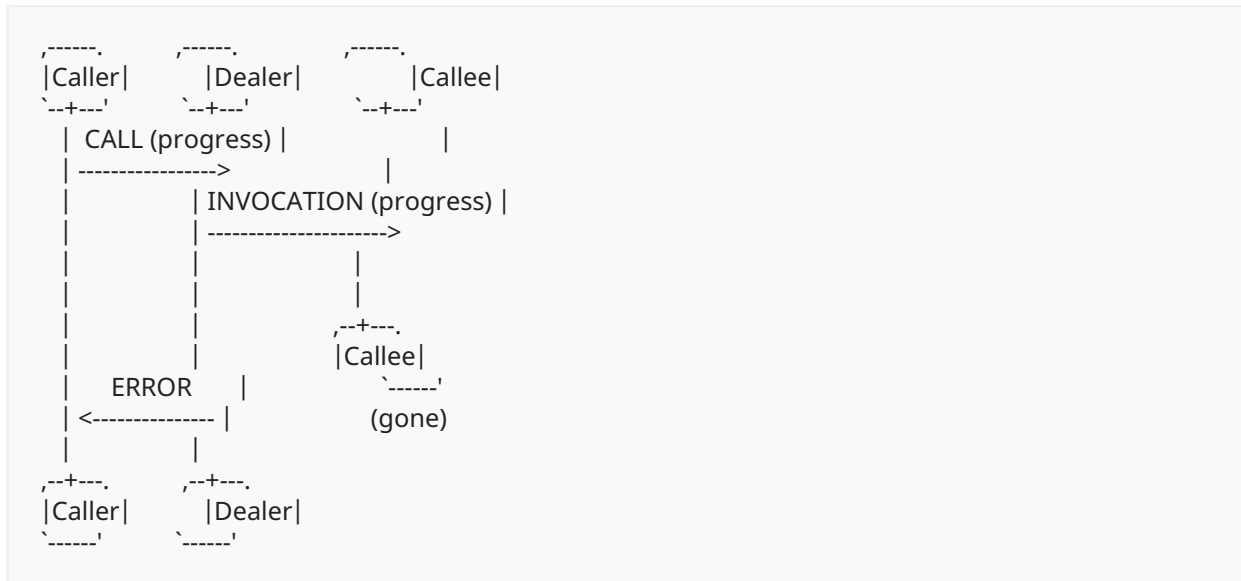 ,------.          ,------.                ,------.
|Caller|          |Dealer|                |Callee|
`--+---'        `--+---'                  `--+---'
   |  CALL (progress) |                       |
   | ----------------->                       |
   |                  | INVOCATION (progress) |
   |                  | ---------------------->
   |                  |                       |
   |                  |                       |
   |                  |                    ,--+---.
   |                  |                    |Callee|
   |      ERROR       |                    `------'
   | <--------------- |                     (gone)
   |                  |
,--+---.          ,--+---.
|Caller|          |Dealer|
`------'          `------'